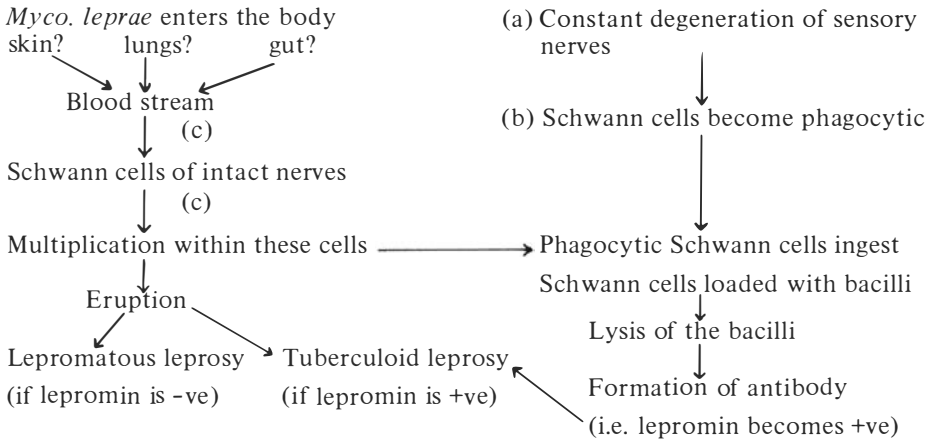 Myco. leprae enters the body
skin? lungs? gut?
Blood stream
(c)
Schwann cells of intact nerves
(c)
Multiplication within these cells
Eruption
Lepromatous leprosy
(if lepromin is –ve)
Tuberculoid leprosy
(if lepromin is +ve)
(a) Constant degeneration of sensory
nerves
(b) Schwann cells become phagocytic
Phagocytic Schwann cells ingest
Schwann cells loaded with bacilli
Lysis of the bacilli
Formation of antibody
(i.e. lepromin becomes +ve)